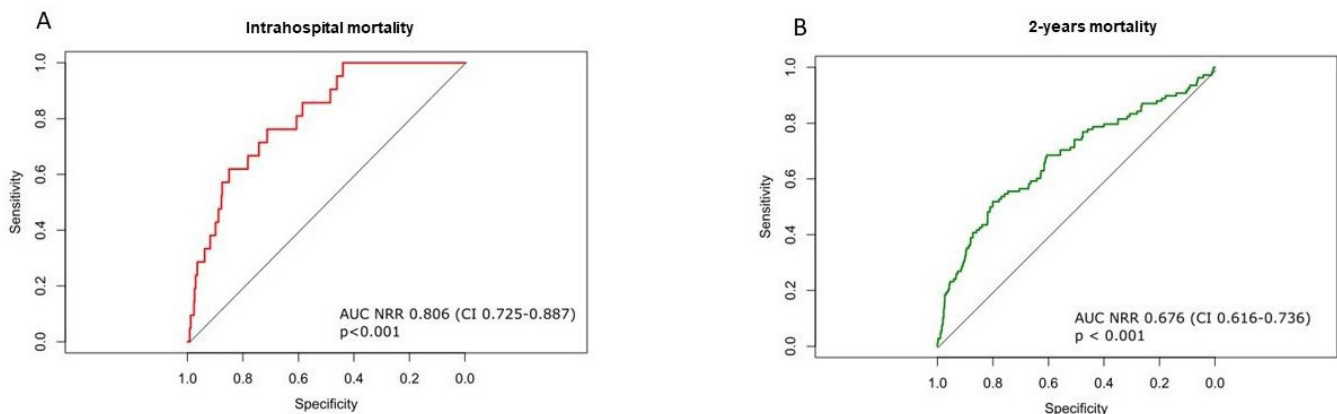 A
Intrahospital mortality
Sensitivity
1.0
0.8
0.6
0.4
0.2
0.0
AUC NRR 0.806 (CI 0.725-0.887)
p<0.001
1.0 0.8 0.6 0.4 0.2 0.0
Specificity
B
2-years mortality
Sensitivity
1.0
0.8
0.6
0.4
0.2
0.0
AUC NRR 0.676 (CI 0.616-0.736)
p < 0.001
1.0 0.8 0.6 0.4 0.2 0.0
Specificity